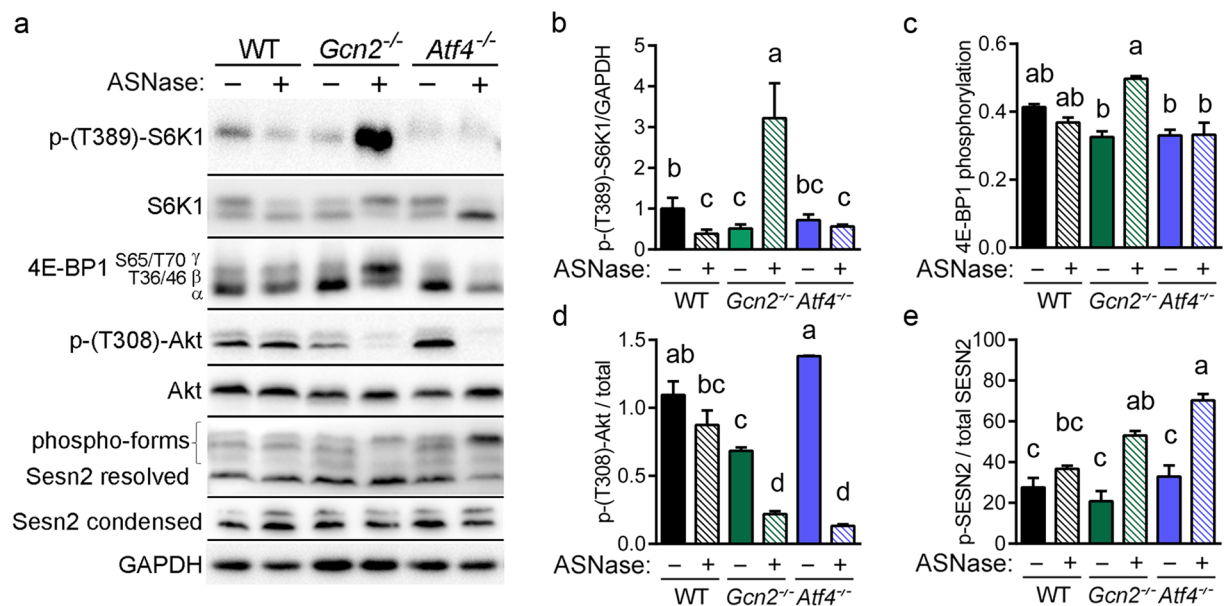 a
WT Gcn2-/- Atf4-/-
ASNase: – + – + – +
p-(T389)-S6K1
S6K1
4E-BP1 S65/T70 γ
T36/46 β
α
p-(T308)-Akt
Akt
phospho-forms
Sesn2 resolved
Sesn2 condensed
GAPDH
b
p-(T389)-S6K1/GAPDH
5
4
3
2
1
0
b c c a bc c
ASNase: – + – + – +
WT Gcn2-/- Atf4-/-
c
4E-BP1 phosphorylation
0.6
0.4
0.2
0.0
ab ab b a b b
ASNase: – + – + – +
WT Gcn2-/- Atf4-/-
d
p-(T308)-Akt / total
1.5
1.0
0.5
0.0
ab bc c d a d
ASNase: – + – + – +
WT Gcn2-/- Atf4-/-
e
p-SESN2 / total SESN2
100
80
60
40
20
0
c bc c ab c a
ASNase: – + – + – +
WT Gcn2-/- Atf4-/-